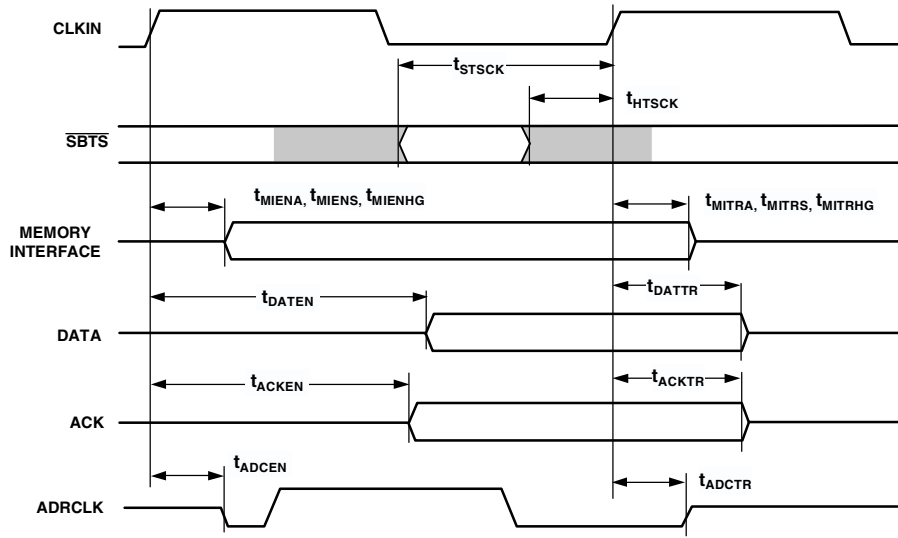 CLKIN
tSTSCK
tHTSCK
SBTS
tMIENA, tMIENS, tMIENHG
tMITRA, tMITRS, tMITRHG
MEMORY
INTERFACE
tDATEN
tDATTR
DATA
tACKEN
tACKTR
ACK
tADCEN
tADCTR
ADRCLK